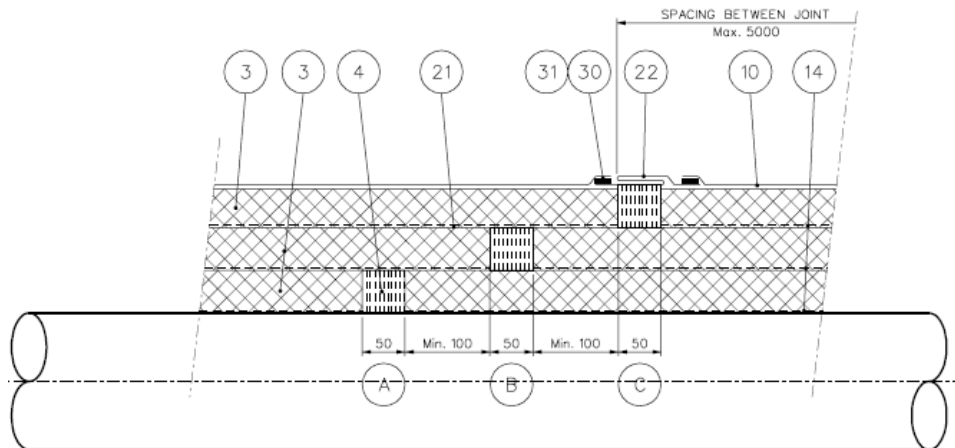 SPACING BETWEEN JOINT
Max. 5000
3 3 4 21 31 30 22 10 14
50 Min. 100 50 Min. 100 50
A B C